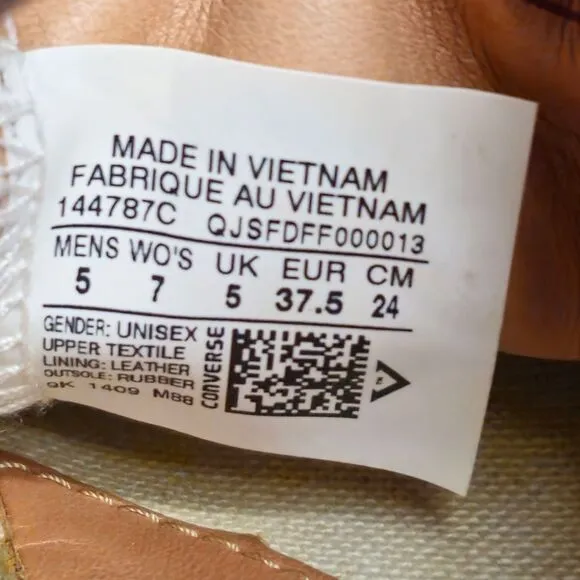 MADE IN VIETNAM
FABRIQUE AU VIETNAM
144787C QJSFDFF000013
MENS WO'S UK EUR CM
5 7 5 37.5 24
GENDER: UNISEX
UPPER TEXTILE
LINING: LEATHER
OUTSOLE: RUBBER
9K 1409 M88
CONVERSE